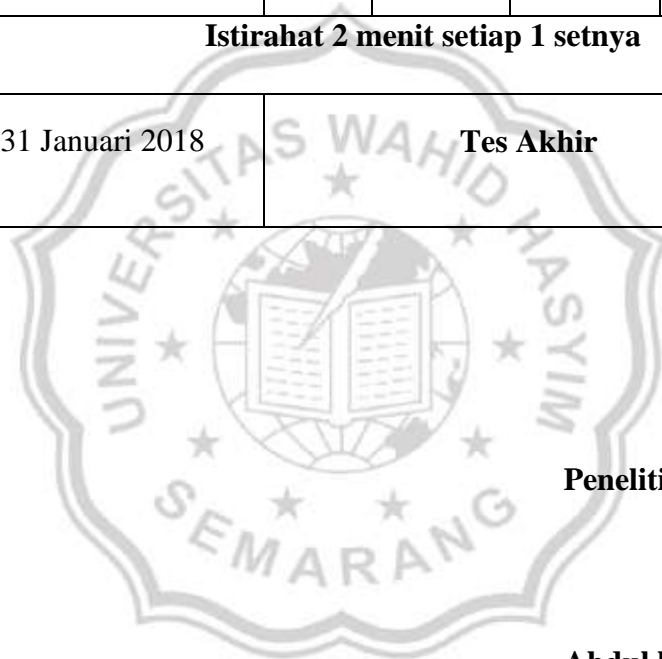 Istirahat 2 menit setiap 1 setnya
31 Januari 2018 Tes Akhir
UNIVERSITAS WAHID HASYIM
SEMARANG
Peneliti